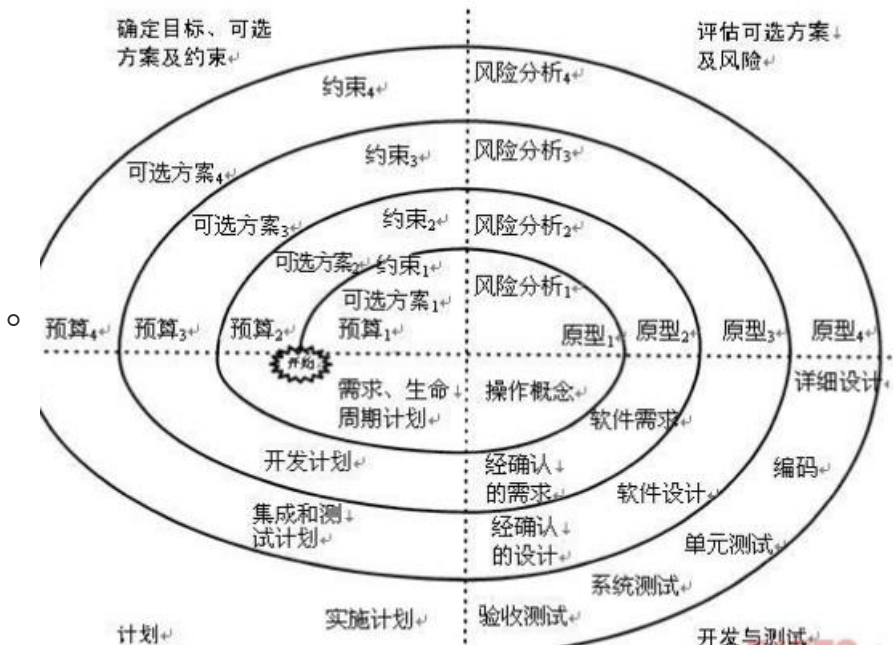 确定目标、可选
方案及约束
评估可选方案
及风险
约束4
风险分析4
约束3
风险分析3
可选方案4
约束2
风险分析2
可选方案3
可选方案2
约束1
风险分析1
可选方案1
预算4
预算3
预算2
预算1
原型1
原型2
原型3
原型4
开始
需求、生命
周期计划
操作概念
详细设计
软件需求
开发计划
经确认
的需求
编码
软件设计
集成和测
试计划
经确认
的设计
单元测试
系统测试
实施计划
验收测试
计划
开发与测试